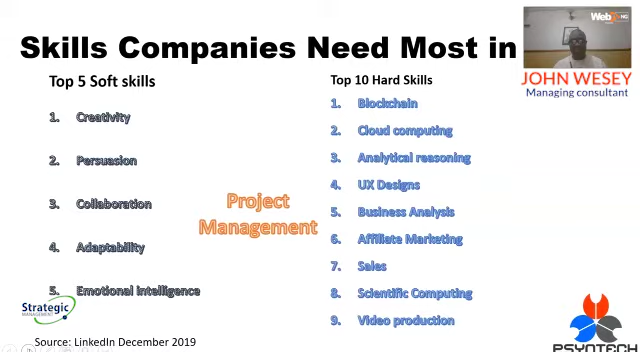 Skills Companies Need Most in
Top 5 Soft skills
1. Creativity
2. Persuasion
3. Collaboration
4. Adaptability
5. Emotional intelligence
Project
Management
Top 10 Hard Skills
1. Blockchain
2. Cloud computing
3. Analytical reasoning
4. UX Designs
5. Business Analysis
6. Affiliate Marketing
7. Sales
8. Scientific Computing
9. Video production
JOHN WESEY
Managing consultant
Strategic
MANAGEMENT
Source: LinkedIn December 2019
PSYNTECH